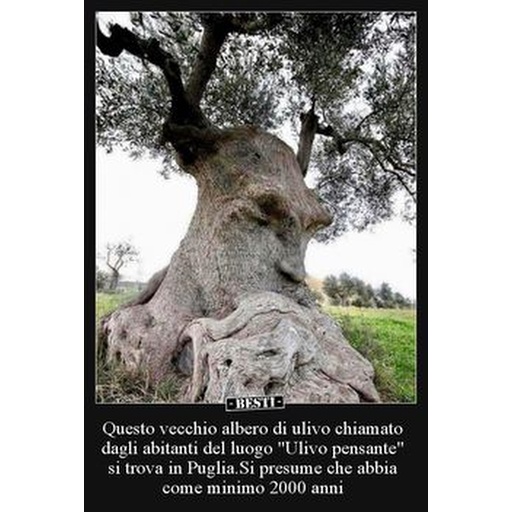 - BESTI -
Questo vecchio albero di ulivo chiamato
dagli abitanti del luogo "Ulivo pensante"
si trova in Puglia.Si presume che abbia
come minimo 2000 anni